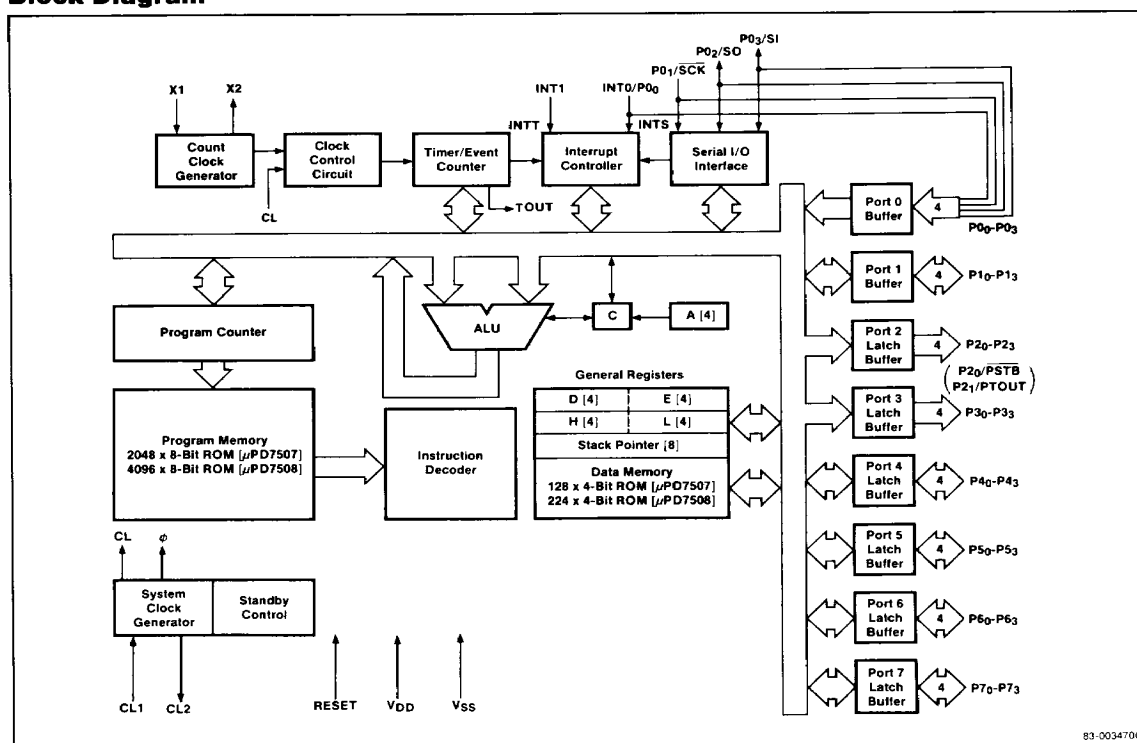 Block Diagram
P03/SI
P02/SO
P01/SCK
X1
X2
INT1
INT0/P00
INTT
INTS
Count
Clock
Generator
Clock
Control
Circuit
Timer/Event
Counter
Interrupt
Controller
Serial I/O
Interface
CL
TOUT
Port 0
Buffer
4
P00-P03
Port 1
Buffer
4
P10-P13
Program Counter
ALU
C
A [4]
Port 2
Latch
Buffer
4
P20-P23
(P20/PSTB
P21/PTOUT)
General Registers
D [4]
E [4]
H [4]
L [4]
Stack Pointer [8]
Port 3
Latch
Buffer
4
P30-P33
Program Memory
2048 x 8-Bit ROM [μPD7507]
4096 x 8-Bit ROM [μPD7508]
Instruction
Decoder
Data Memory
128 x 4-Bit ROM [μPD7507]
224 x 4-Bit ROM [μPD7508]
Port 4
Latch
Buffer
4
P40-P43
CL
φ
Port 5
Latch
Buffer
4
P50-P53
System
Clock
Generator
Standby
Control
Port 6
Latch
Buffer
4
P60-P63
CL1
CL2
RESET
VDD
VSS
Port 7
Latch
Buffer
4
P70-P73